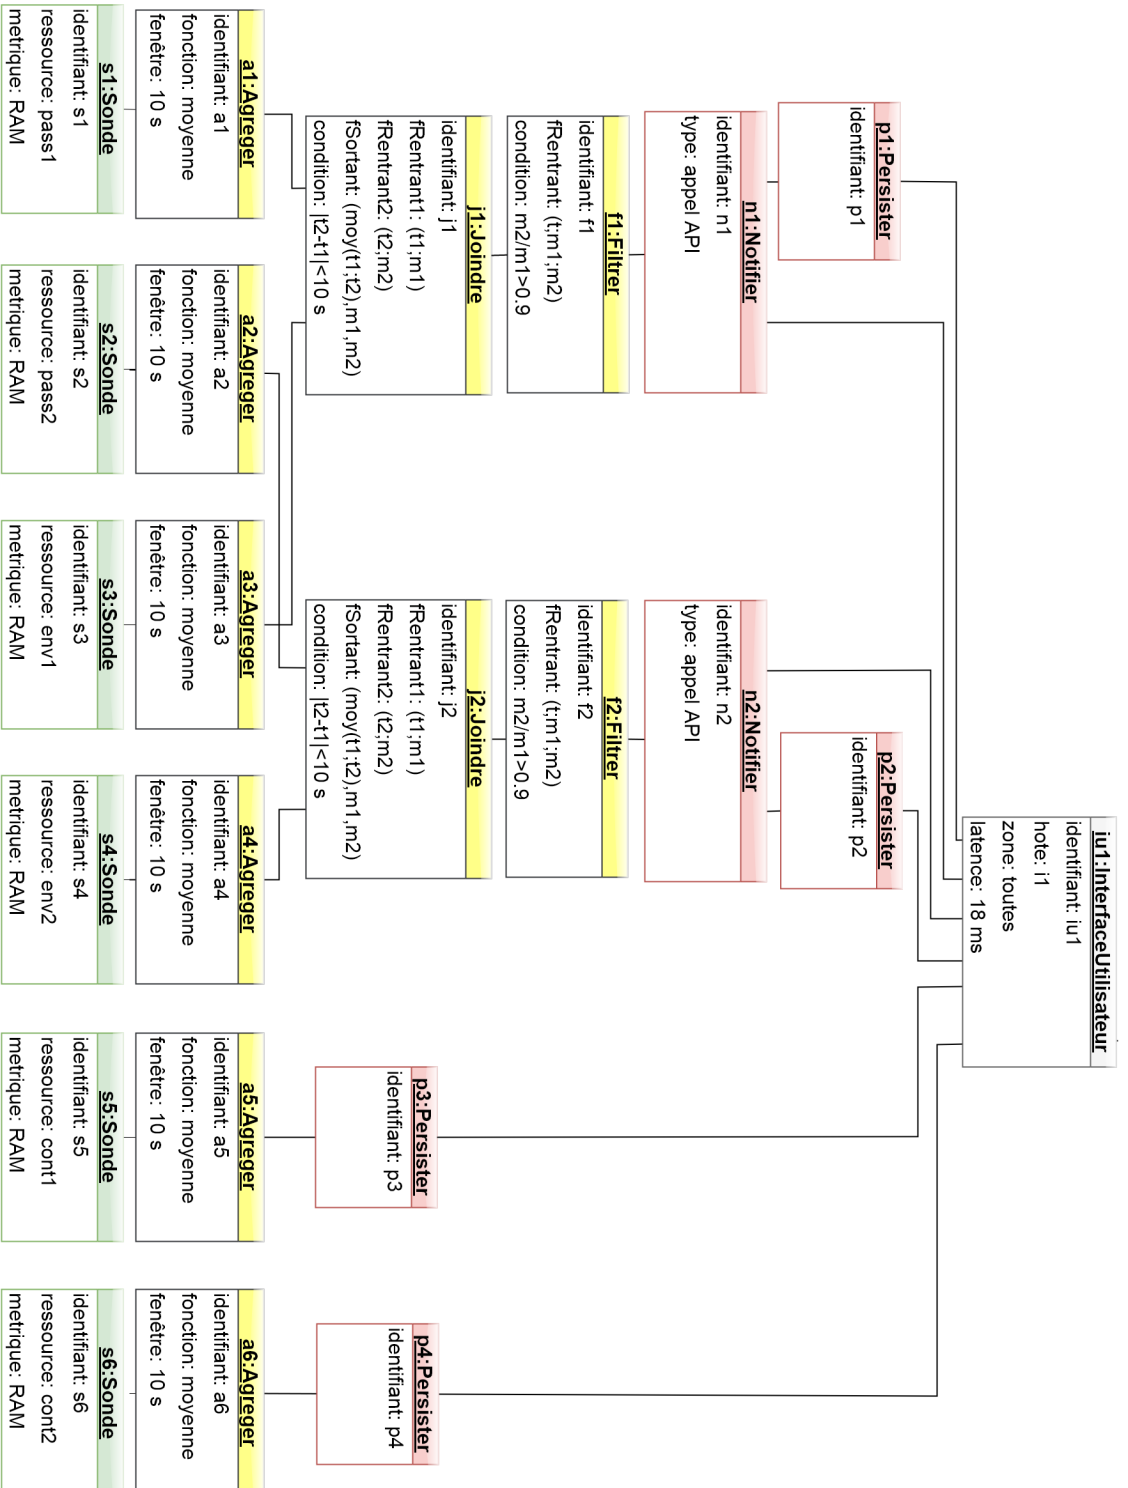 iu1:InterfaceUtilisateur
identifiant: iu1
hote: i1
zone: toutes
latence: 18 ms
p1:Persister
identifiant: p1
p2:Persister
identifiant: p2
n1:Notifier
identifiant: n1
type: appel API
n2:Notifier
identifiant: n2
type: appel API
f1:Filtrer
identifiant: f1
fRentrant: (t;m1;m2)
condition: m2/m1>0.9
f2:Filtrer
identifiant: f2
fRentrant: (t;m1;m2)
condition: m2/m1>0.9
j1:Joindre
identifiant: j1
fRentrant1: (t1;m1)
fRentrant2: (t2;m2)
fSortant: (moy(t1;t2),m1,m2)
condition: |t2-t1|<10 s
j2:Joindre
identifiant: j2
fRentrant1: (t1;m1)
fRentrant2: (t2;m2)
fSortant: (moy(t1;t2),m1,m2)
condition: |t2-t1|<10 s
p3:Persister
identifiant: p3
p4:Persister
identifiant: p4
a1:Agreger
identifiant: a1
fonction: moyenne
fenêtre: 10 s
a2:Agreger
identifiant: a2
fonction: moyenne
fenêtre: 10 s
a3:Agreger
identifiant: a3
fonction: moyenne
fenêtre: 10 s
a4:Agreger
identifiant: a4
fonction: moyenne
fenêtre: 10 s
a5:Agreger
identifiant: a5
fonction: moyenne
fenêtre: 10 s
a6:Agreger
identifiant: a6
fonction: moyenne
fenêtre: 10 s
s1:Sonde
identifiant: s1
ressource: pass1
metrique: RAM
s2:Sonde
identifiant: s2
ressource: pass2
metrique: RAM
s3:Sonde
identifiant: s3
ressource: env1
metrique: RAM
s4:Sonde
identifiant: s4
ressource: env2
metrique: RAM
s5:Sonde
identifiant: s5
ressource: cont1
metrique: RAM
s6:Sonde
identifiant: s6
ressource: cont2
metrique: RAM